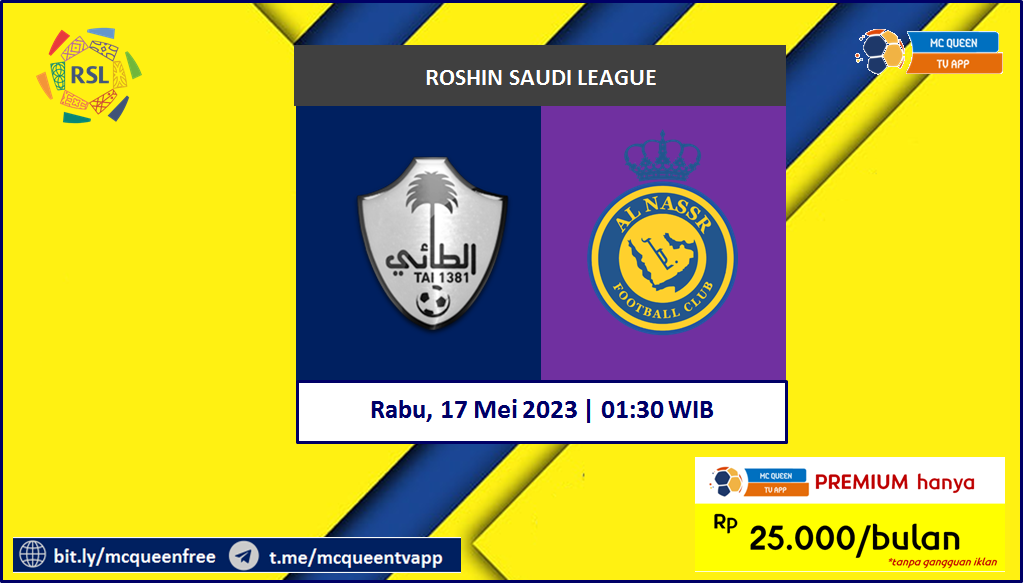 RSL
ROSHIN SAUDI LEAGUE
MC QUEEN
TV APP
الطائي
TAI 1381
AL NASSR
FOOTBALL CLUB
Rabu, 17 Mei 2023 | 01:30 WIB
MC QUEEN
TV APP
PREMIUM hanya
Rp 25.000/bulan
*tanpa gangguan iklan
bit.ly/mcqueenfree
t.me/mcqueentvapp